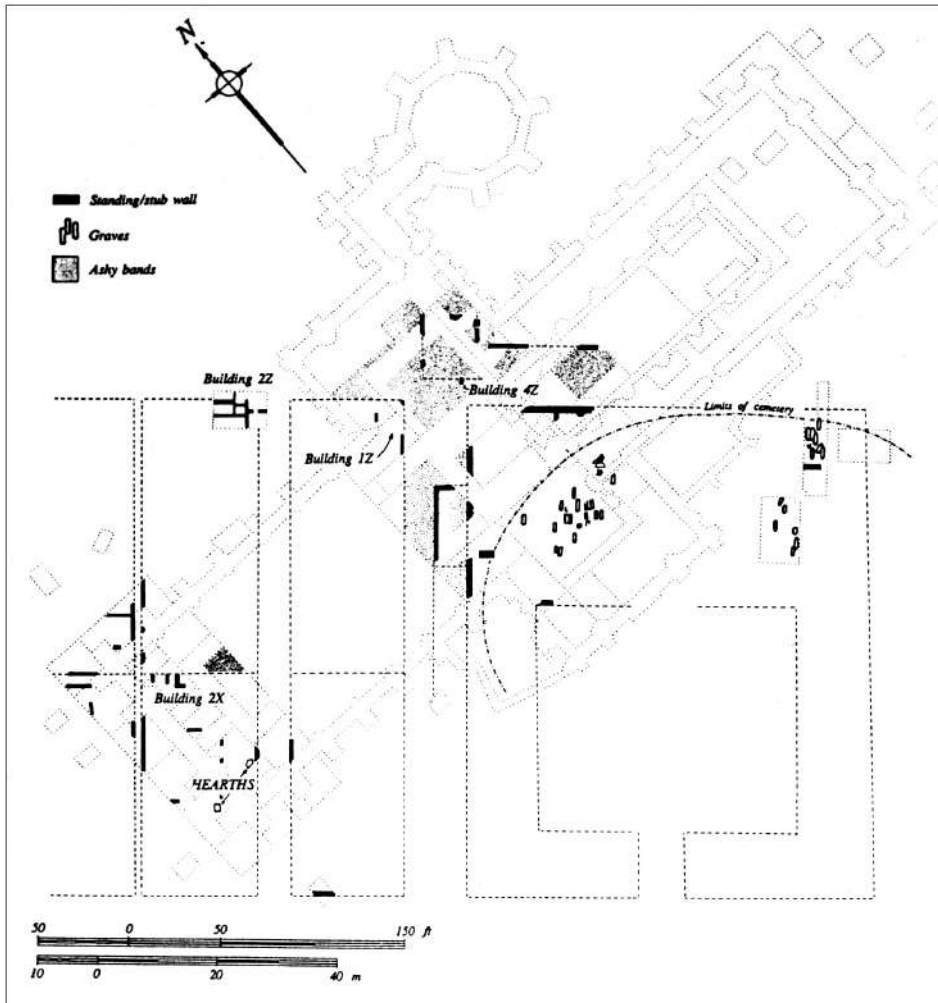 N.
Standing/stub wall
Graves
Ashy bands
Building 2Z
Building 4Z
Limits of cemetery
Building 1Z
Building 2X
HEARTHS
50 0 50 150 ft
10 0 20 40 m